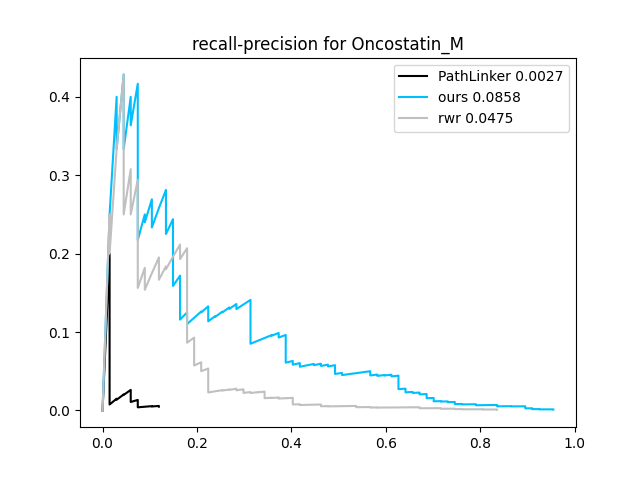 recall-precision for Oncostatin_M
PathLinker 0.0027
ours 0.0858
rwr 0.0475
0.4
0.3
0.2
0.1
0.0
0.0 0.2 0.4 0.6 0.8 1.0